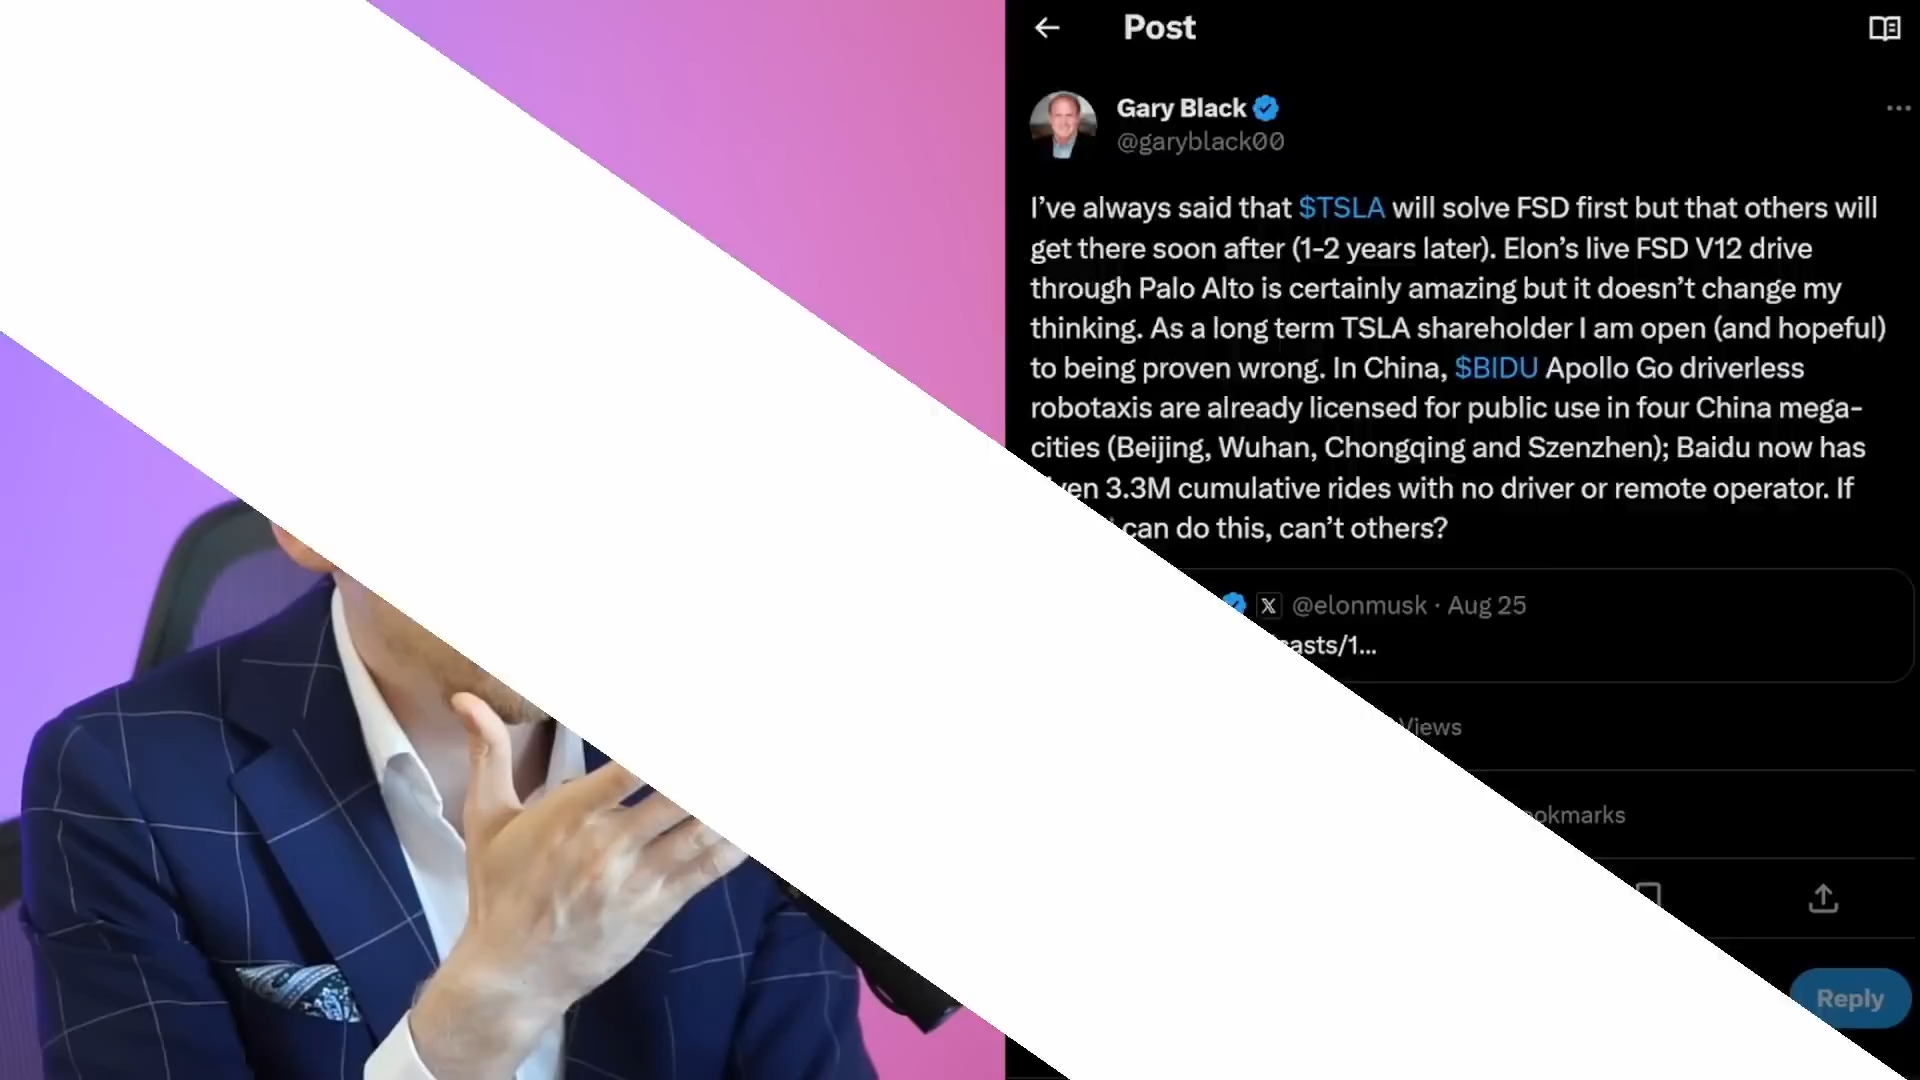 Post
Gary Black
@garyblack00
I’ve always said that $TSLA will solve FSD first but that others will
get there soon after (1-2 years later). Elon’s live FSD V12 drive
through Palo Alto is certainly amazing but it doesn’t change my
thinking. As a long term TSLA shareholder I am open (and hopeful)
to being proven wrong. In China, $BIDU Apollo Go driverless
robotaxis are already licensed for public use in four China mega-
cities (Beijing, Wuhan, Chongqing and Szenzhen); Baidu now has
3.3M cumulative rides with no driver or remote operator. If
can do this, can’t others?
@elonmusk · Aug 25
asts/1...
Views
ookmarks
Reply